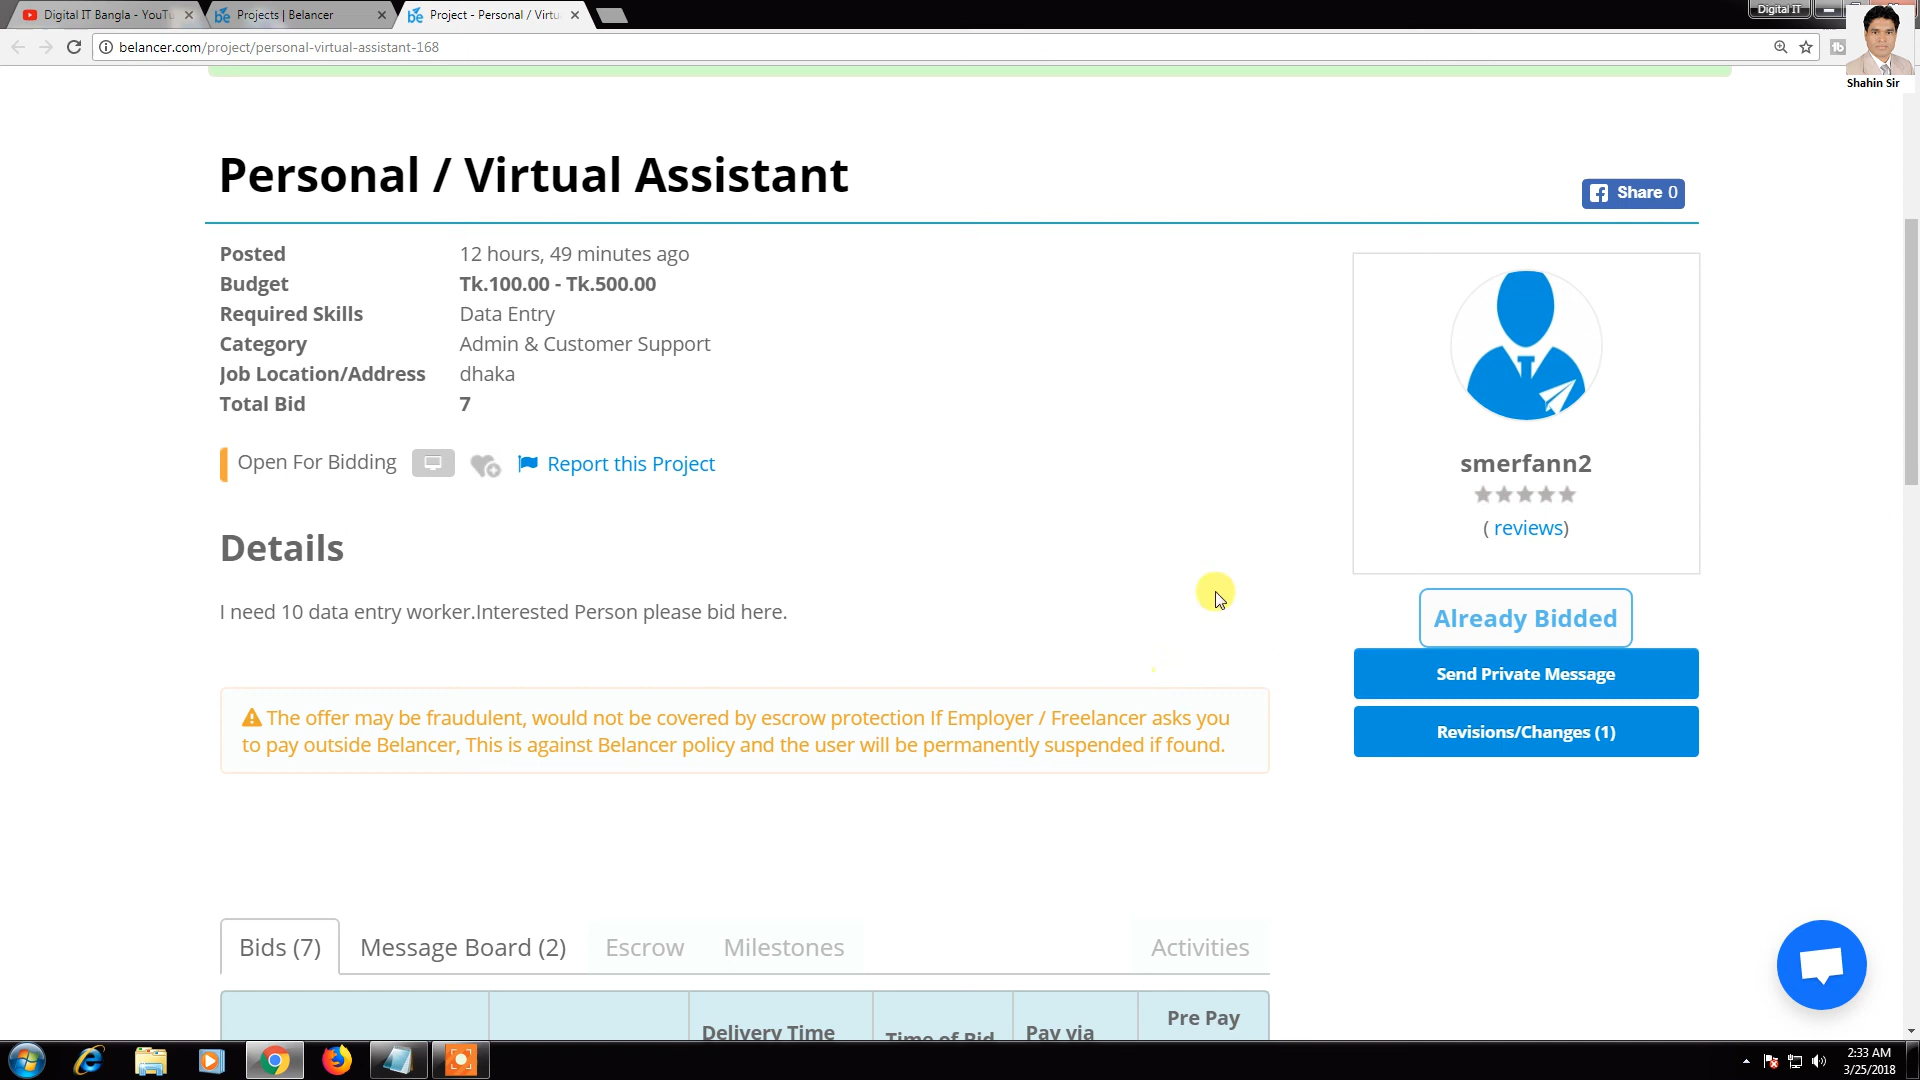 Digital IT Bangla - YouTu
Projects | Belancer
Project - Personal / Virtu
Digital IT
belancer.com/project/personal-virtual-assistant-168
Shahin Sir
Personal / Virtual Assistant
Share 0
Posted 12 hours, 49 minutes ago
Budget Tk.100.00 - Tk.500.00
Required Skills Data Entry
Category Admin & Customer Support
Job Location/Address dhaka
Total Bid 7
Open For Bidding Report this Project
smerfann2
( reviews)
Details
I need 10 data entry worker.Interested Person please bid here.
Already Bidded
Send Private Message
Revisions/Changes (1)
The offer may be fraudulent, would not be covered by escrow protection If Employer / Freelancer asks you
to pay outside Belancer, This is against Belancer policy and the user will be permanently suspended if found.
Bids (7) Message Board (2) Escrow Milestones Activities
Pre Pay
Delivery Time Time of Bid Pay via
2:33 AM
3/25/2018